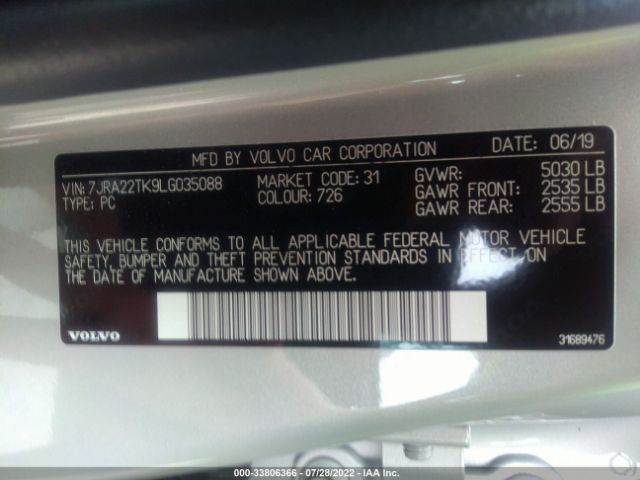 MFD BY VOLVO CAR CORPORATION DATE: 06/19
VIN: 7JRA22TK9LG035088 MARKET CODE: 31 GVWR: 5030 LB
TYPE: PC COLOUR: 726 GAWR FRONT: 2535 LB
GAWR REAR: 2555 LB
THIS VEHICLE CONFORMS TO ALL APPLICABLE FEDERAL MOTOR VEHICLE
SAFETY, BUMPER AND THEFT PREVENTION STANDARDS IN EFFECT ON
THE DATE OF MANUFACTURE SHOWN ABOVE.
VOLVO 31689476
000-33806366 - 07/28/2022 - IAA Inc.